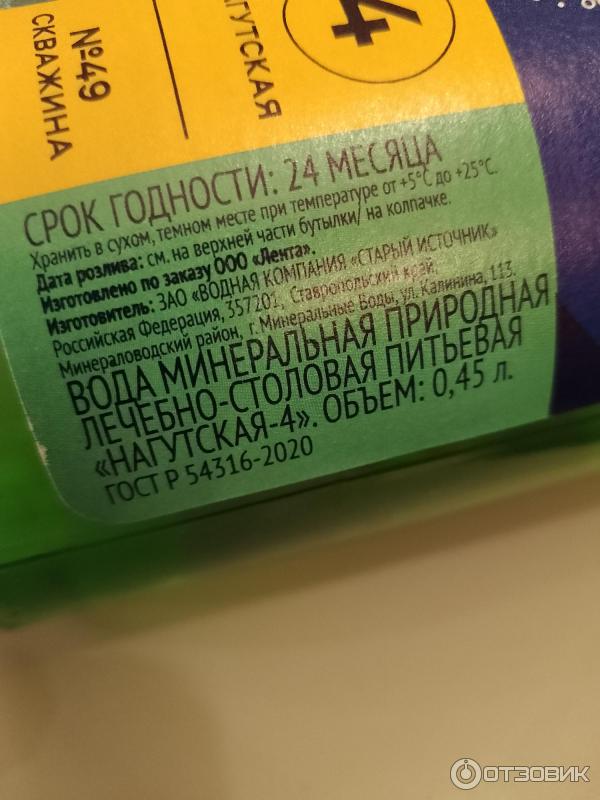 4
НАГУТСКАЯ
№49
СКВАЖИНА
СРОК ГОДНОСТИ: 24 МЕСЯЦА
Хранить в сухом, темном месте при температуре от +5°С до +25°С.
Дата розлива: см. на верхней части бутылки/ на колпачке.
Изготовлено по заказу ООО «Лента».
Изготовитель: ЗАО «ВОДНАЯ КОМПАНИЯ «СТАРЫЙ ИСТОЧНИК»
Российская Федерация, 357201, Ставропольский край,
Минераловодский район, г. Минеральные Воды, ул. Калинина, 113.
ВОДА МИНЕРАЛЬНАЯ ПРИРОДНАЯ
ЛЕЧЕБНО-СТОЛОВАЯ ПИТЬЕВАЯ
«НАГУТСКАЯ-4». ОБЪЕМ: 0,45 л.
ГОСТ Р 54316-2020
ОТЗОВИК